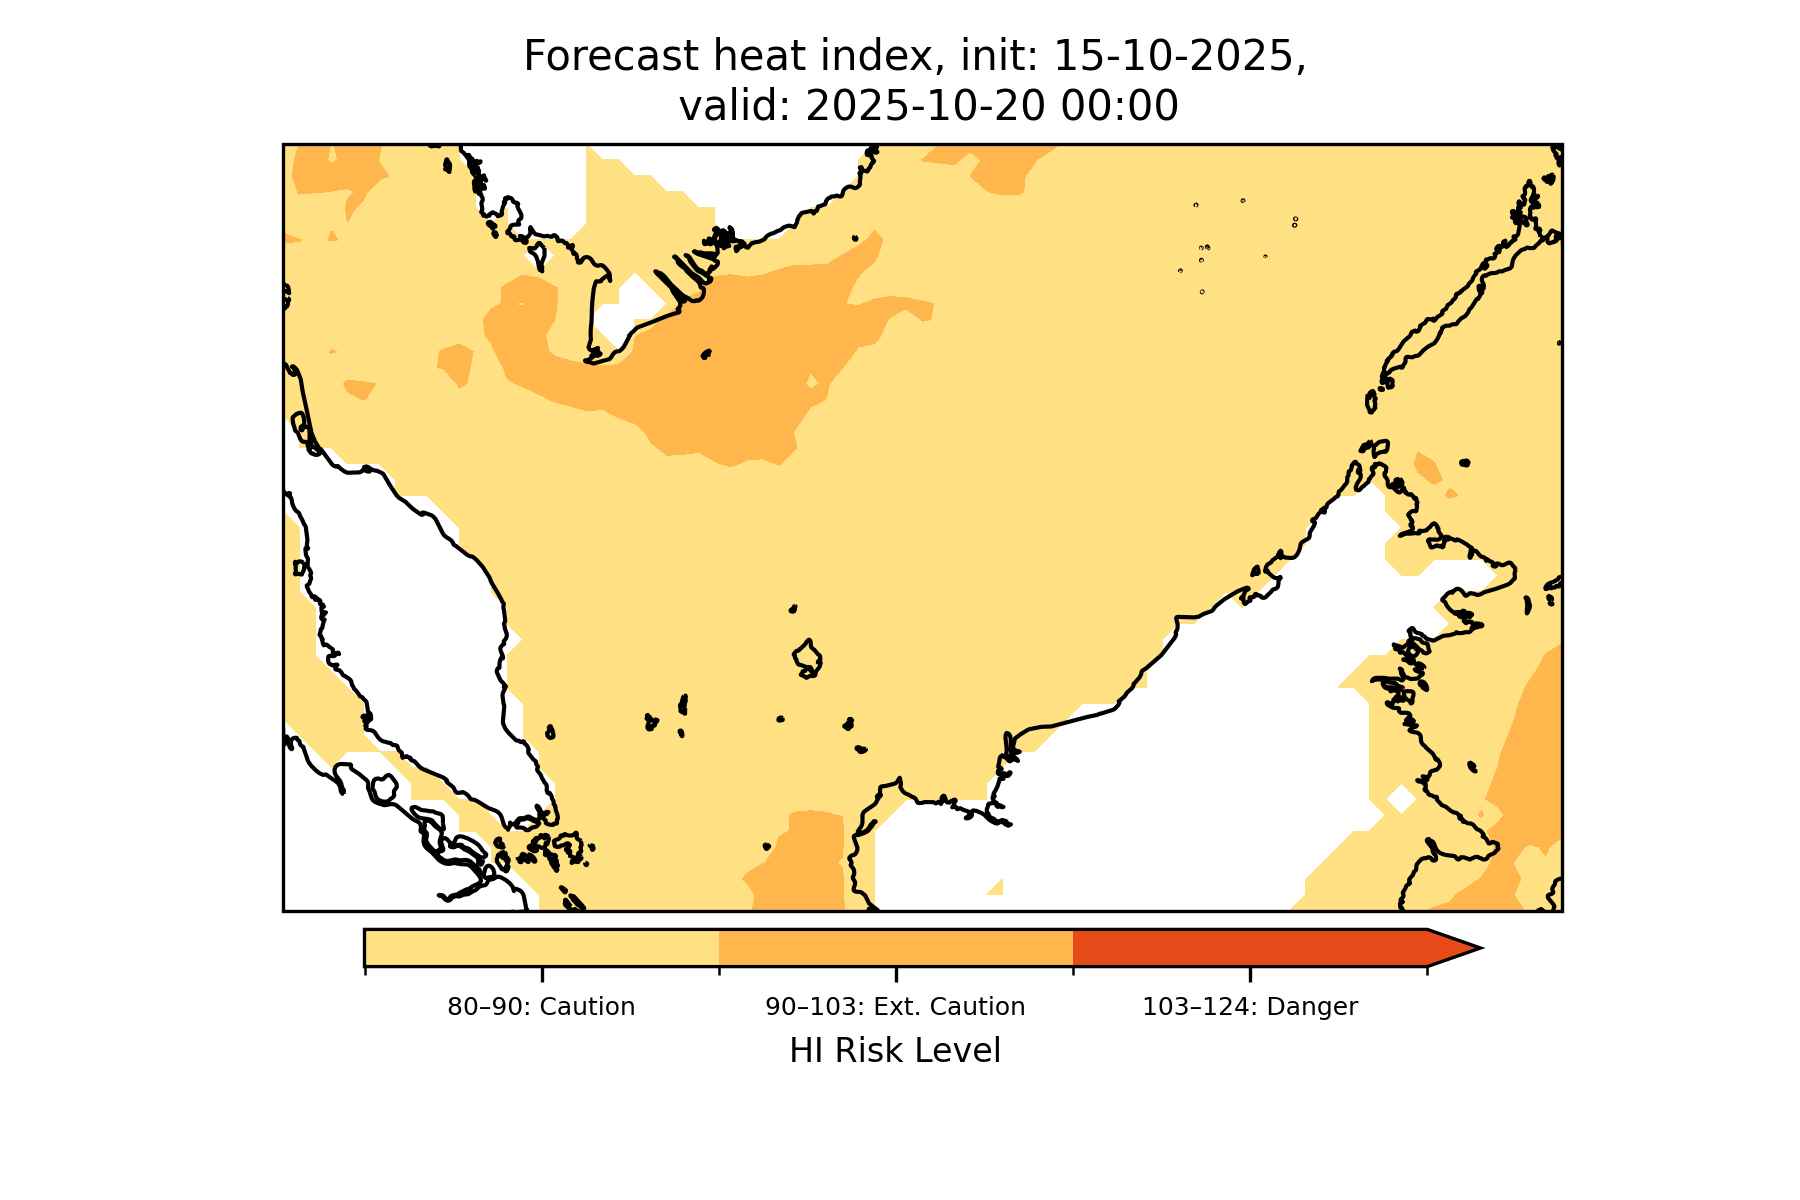 Forecast heat index, init: 15-10-2025,
valid: 2025-10-20 00:00
80–90: Caution
90–103: Ext. Caution
103–124: Danger
HI Risk Level